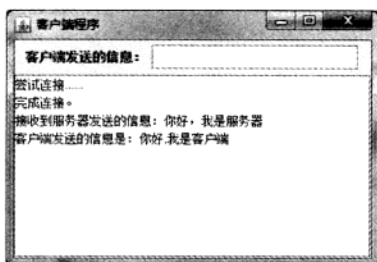 客户端程序
客户端发送的信息：
尝试连接......
完成连接。
接收到服务器发送的信息：你好，我是服务器
客户端发送的信息是：你好,我是客户端